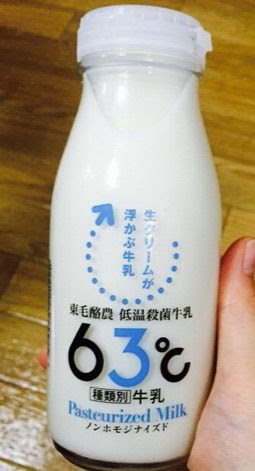 生クリームが
浮かぶ牛乳
東毛酪農 低温殺菌牛乳
63℃
種類別 牛乳
Pasteurized Milk
ノンホモジナイズド